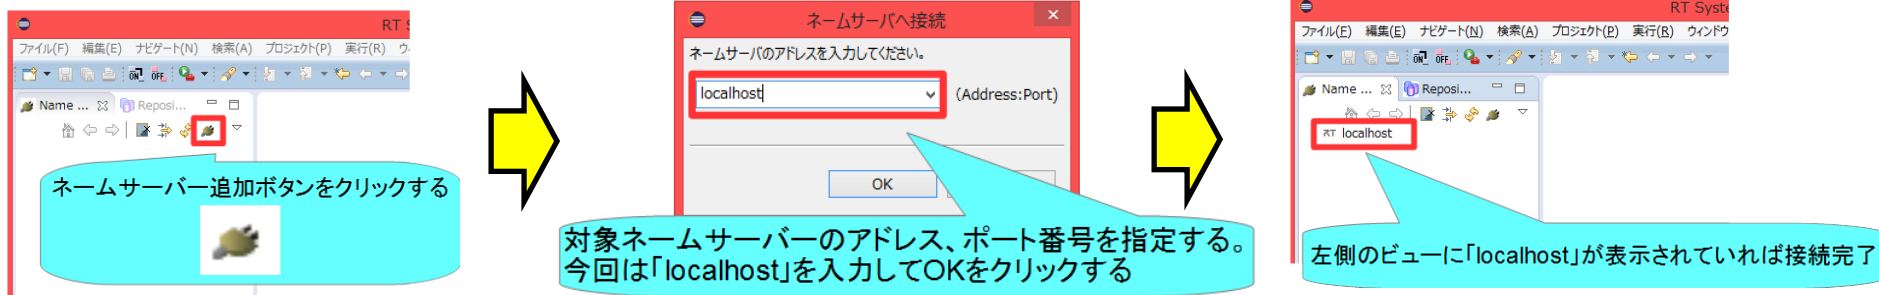 RT S
ファイル(F) 編集(E) ナビゲート(N) 検索(A) プロジェクト(P) 実行(R) ウ
Name ... Reposi...
ネームサーバー追加ボタンをクリックする
ネームサーバへ接続
ネームサーバのアドレスを入力してください。
localhost (Address:Port)
OK
対象ネームサーバーのアドレス、ポート番号を指定する。
今回は「localhost」を入力してOKをクリックする
RT Syste
ファイル(F) 編集(E) ナビゲート(N) 検索(A) プロジェクト(P) 実行(R) ウィンドウ
Name ... Reposi...
RT localhost
左側のビューに「localhost」が表示されていれば接続完了